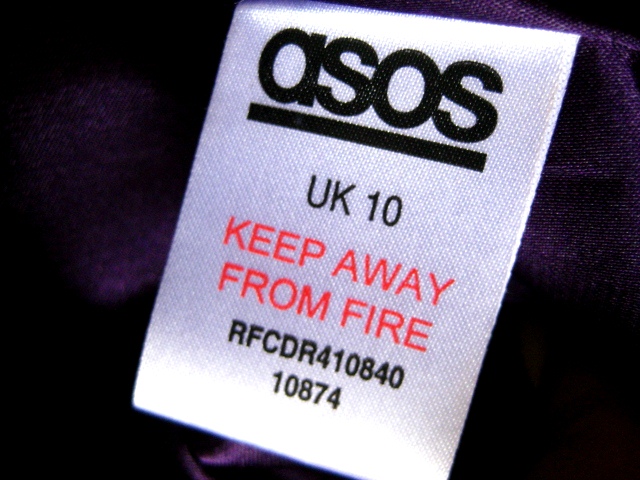 asos
UK 10
KEEP AWAY
FROM FIRE
RFCDR410840
10874